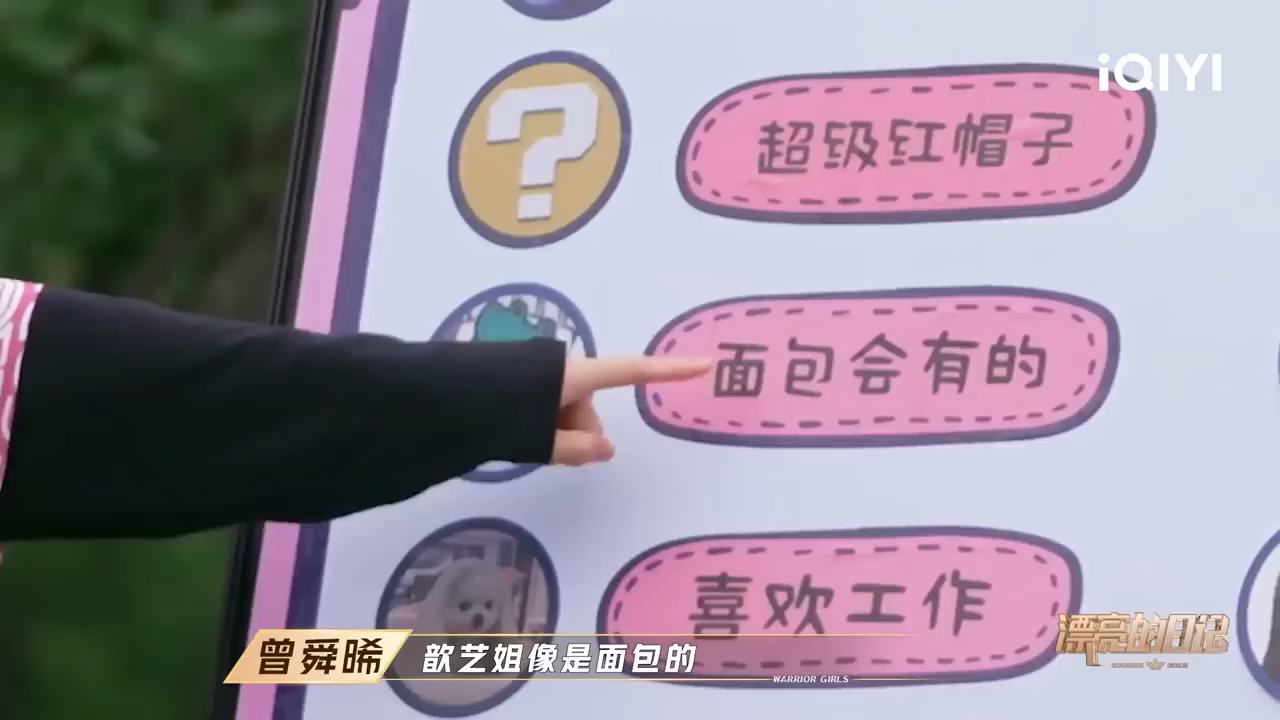 iQIYI
?
超级红帽子
面包会有的
喜欢工作
漂亮的日记
曾舜晞 歆艺姐像是面包的
WARRIOR GIRLS